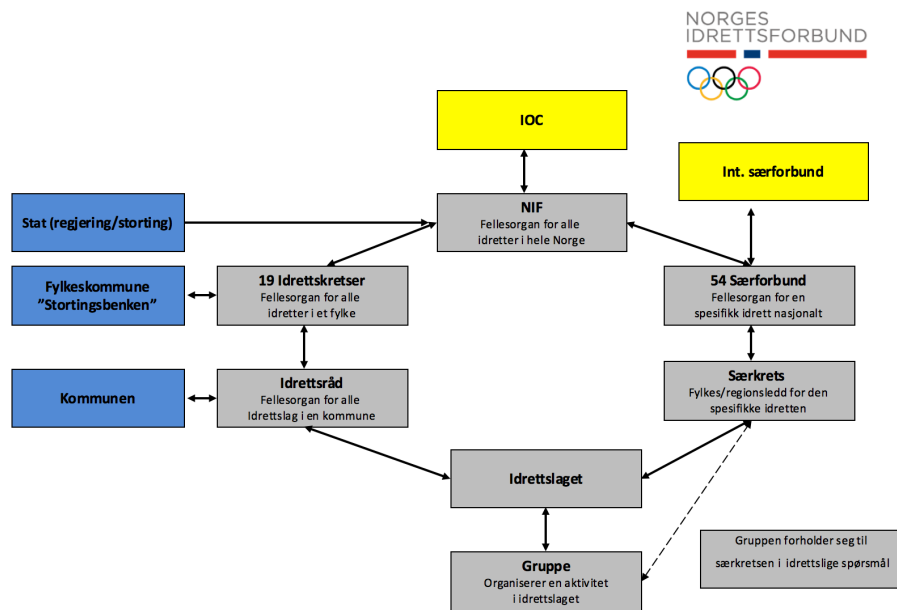 NORGES
IDRETTSFORBUND
IOC
Int. særforbund
Stat (regjering/storting)
NIF
Fellesorgan for alle
idretter i hele Norge
Fylkeskommune
”Stortingsbenken”
19 Idrettskretser
Fellesorgan for alle
idretter i et fylke
54 Særforbund
Fellesorgan for en
spesifikk idrett nasjonalt
Kommunen
Idrettsråd
Fellesorgan for alle
Idrettslag i en kommune
Særkrets
Fylkes/regionsledd for den
spesifikke idretten
Idrettslaget
Gruppe
Organiserer en aktivitet
i idrettslaget
Gruppen forholder seg til
særkretsen i idrettslige spørsmål